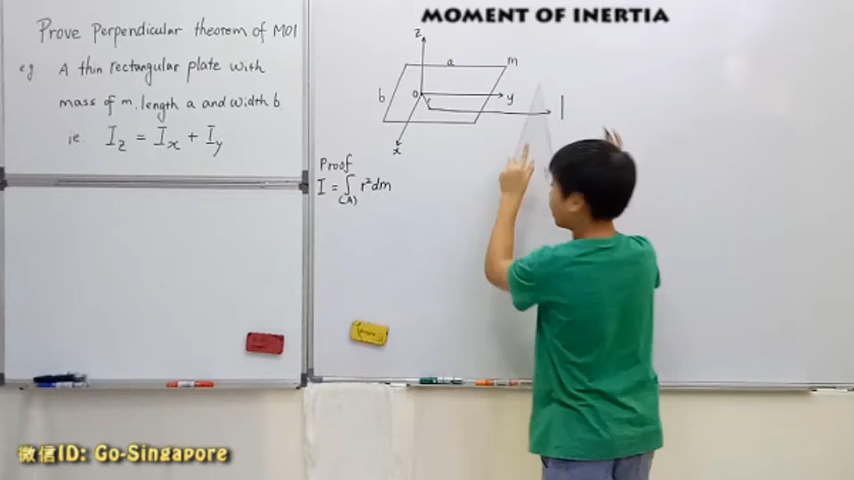 MOMENT OF INERTIA
Prove Perpendicular theorem of MOI
eg. A thin rectangular plate with
mass of m. length a and width b.
ie. I_z = I_x + I_y
z
a
m
b
o
y
r
x
Proof
I = ∫_(A) r²dm
微信ID: Go-Singapore